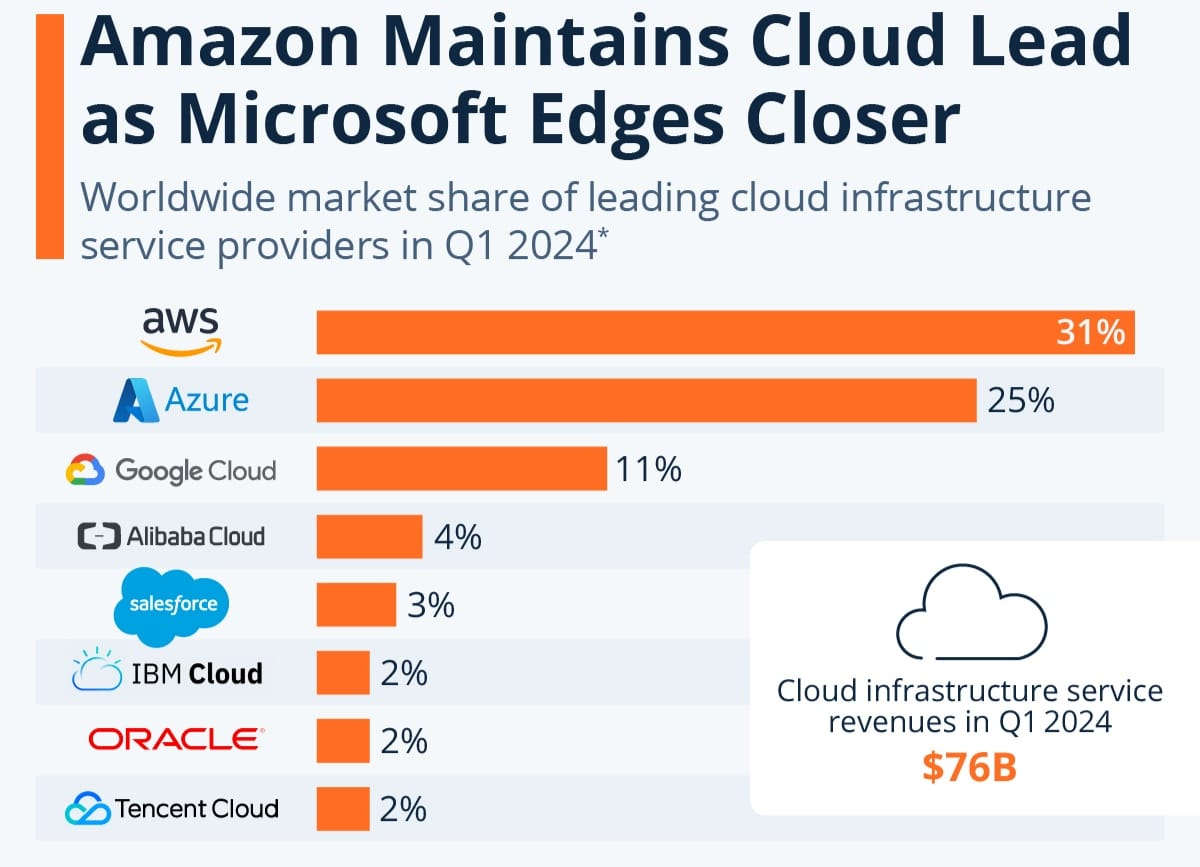 Amazon Maintains Cloud Lead
as Microsoft Edges Closer
Worldwide market share of leading cloud infrastructure
service providers in Q1 2024*
aws
31%
Azure
25%
Google Cloud
11%
Alibaba Cloud
4%
salesforce
3%
IBM Cloud
2%
ORACLE®
2%
Tencent Cloud
2%
Cloud infrastructure service
revenues in Q1 2024
$76B